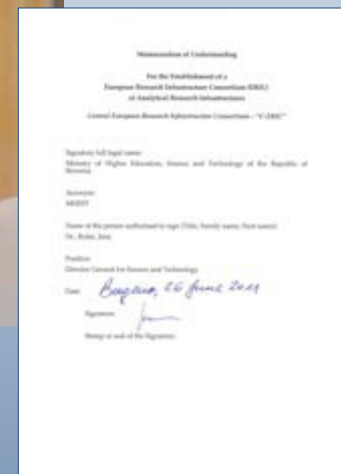 Memorandum of Understanding
For the Establishment of a
European Research Infrastructure Consortium (ERIC)
of Analytical Research Infrastructures
Central European Research Infrastructure Consortium - "C-ERIC"
Signatory full legal name:
Ministry of Higher Education, Science and Technology of the Republic of
Slovenia
Acronym:
MHEST
Name of the person authorised to sign (Title, Family name, First name):
Dr., Kolar, Jana
Position:
Director General for Science and Technology
Date: 26 June 2011
Signature:
Stamp or seal of the Signatory: